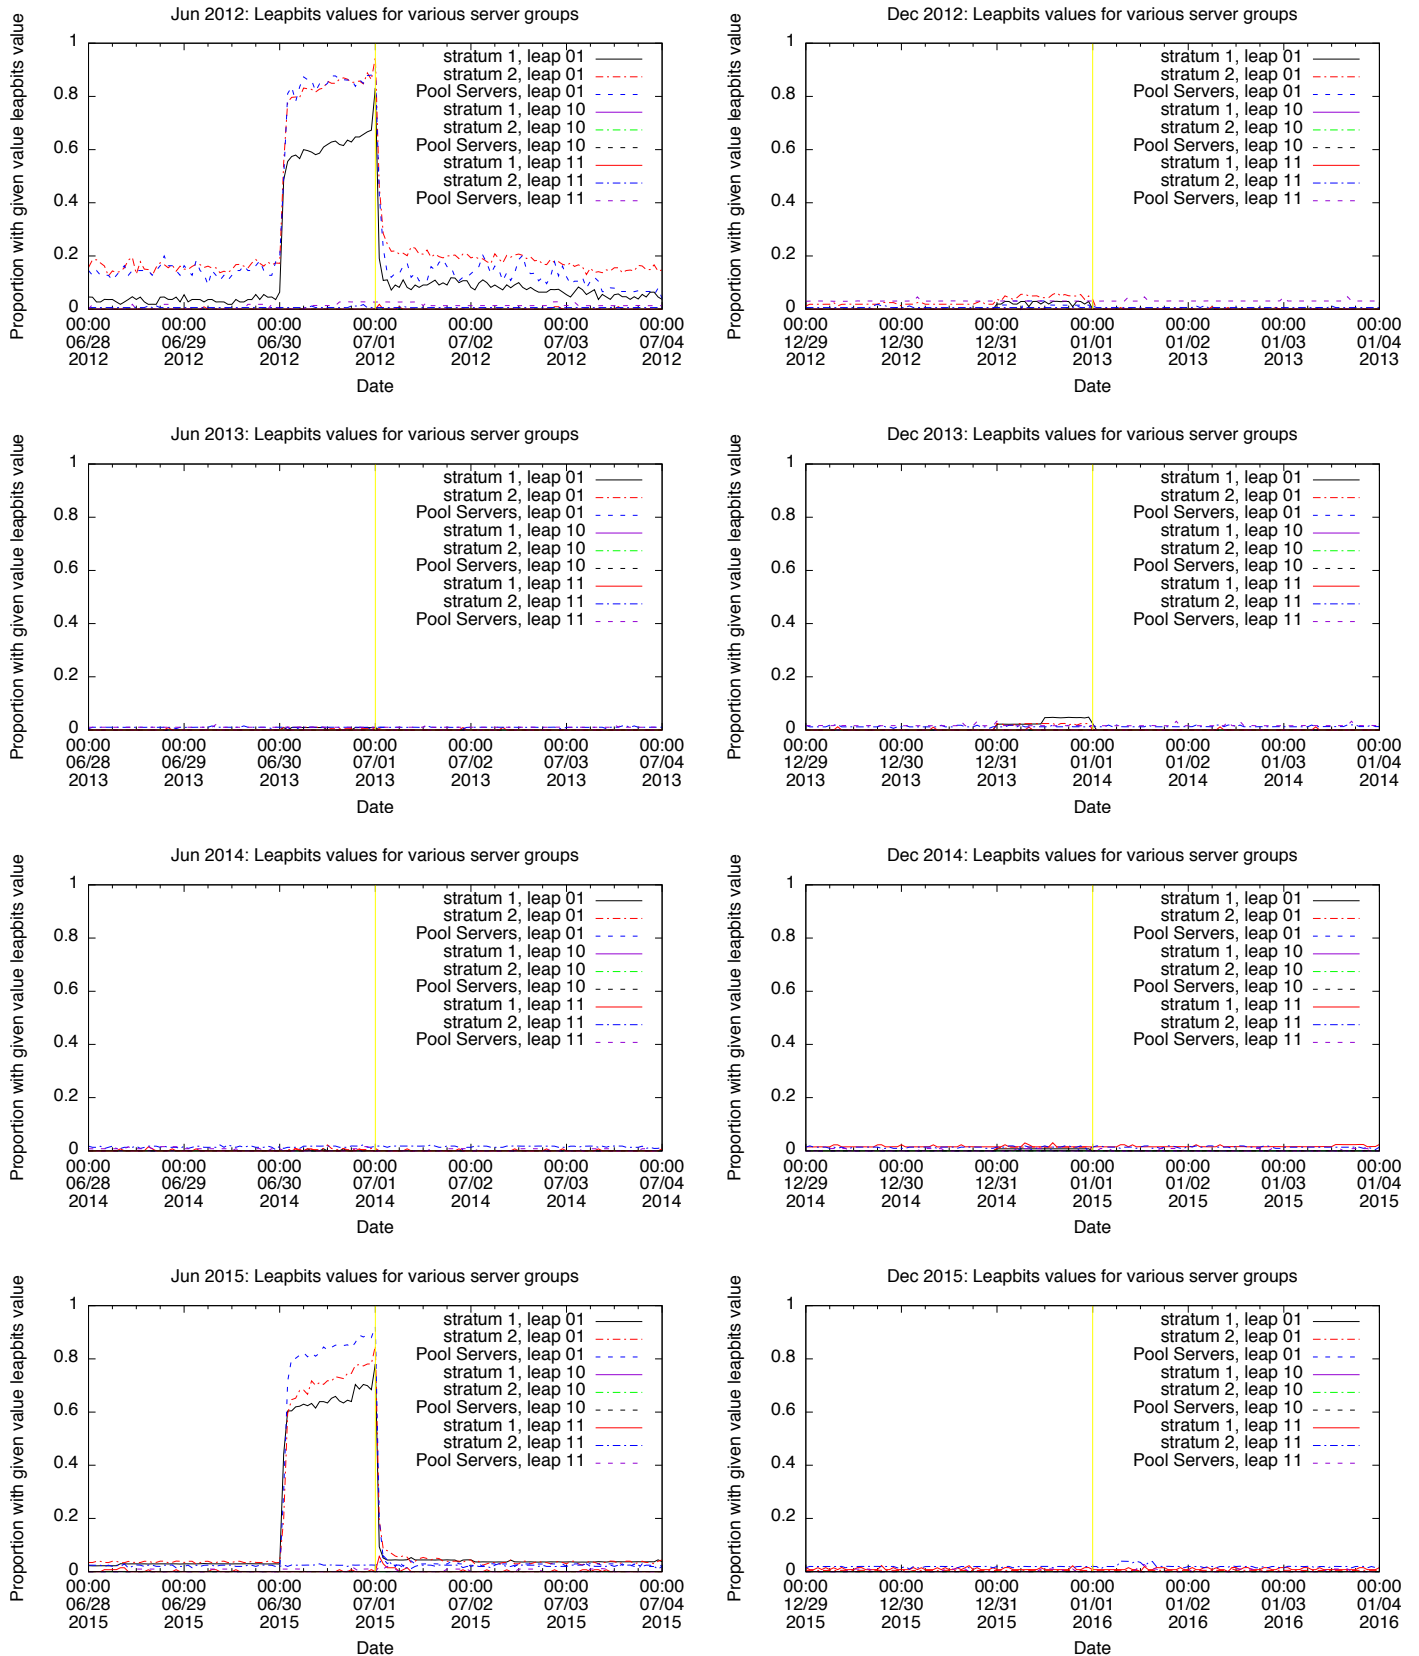 Jun 2012: Leapbits values for various server groups
Proportion with given value leapbits value
1
0.8
0.6
0.4
0.2
0
stratum 1, leap 01
stratum 2, leap 01
Pool Servers, leap 01
stratum 1, leap 10
stratum 2, leap 10
Pool Servers, leap 10
stratum 1, leap 11
stratum 2, leap 11
Pool Servers, leap 11
00:00 00:00 00:00 00:00 00:00 00:00 00:00
06/28 06/29 06/30 07/01 07/02 07/03 07/04
2012 2012 2012 2012 2012 2012 2012
Date
Dec 2012: Leapbits values for various server groups
Proportion with given value leapbits value
1
0.8
0.6
0.4
0.2
0
stratum 1, leap 01
stratum 2, leap 01
Pool Servers, leap 01
stratum 1, leap 10
stratum 2, leap 10
Pool Servers, leap 10
stratum 1, leap 11
stratum 2, leap 11
Pool Servers, leap 11
00:00 00:00 00:00 00:00 00:00 00:00 00:00
12/29 12/30 12/31 01/01 01/02 01/03 01/04
2012 2012 2012 2013 2013 2013 2013
Date
Jun 2013: Leapbits values for various server groups
Proportion with given value leapbits value
1
0.8
0.6
0.4
0.2
0
stratum 1, leap 01
stratum 2, leap 01
Pool Servers, leap 01
stratum 1, leap 10
stratum 2, leap 10
Pool Servers, leap 10
stratum 1, leap 11
stratum 2, leap 11
Pool Servers, leap 11
00:00 00:00 00:00 00:00 00:00 00:00 00:00
06/28 06/29 06/30 07/01 07/02 07/03 07/04
2013 2013 2013 2013 2013 2013 2013
Date
Dec 2013: Leapbits values for various server groups
Proportion with given value leapbits value
1
0.8
0.6
0.4
0.2
0
stratum 1, leap 01
stratum 2, leap 01
Pool Servers, leap 01
stratum 1, leap 10
stratum 2, leap 10
Pool Servers, leap 10
stratum 1, leap 11
stratum 2, leap 11
Pool Servers, leap 11
00:00 00:00 00:00 00:00 00:00 00:00 00:00
12/29 12/30 12/31 01/01 01/02 01/03 01/04
2013 2013 2013 2014 2014 2014 2014
Date
Jun 2014: Leapbits values for various server groups
Proportion with given value leapbits value
1
0.8
0.6
0.4
0.2
0
stratum 1, leap 01
stratum 2, leap 01
Pool Servers, leap 01
stratum 1, leap 10
stratum 2, leap 10
Pool Servers, leap 10
stratum 1, leap 11
stratum 2, leap 11
Pool Servers, leap 11
00:00 00:00 00:00 00:00 00:00 00:00 00:00
06/28 06/29 06/30 07/01 07/02 07/03 07/04
2014 2014 2014 2014 2014 2014 2014
Date
Dec 2014: Leapbits values for various server groups
Proportion with given value leapbits value
1
0.8
0.6
0.4
0.2
0
stratum 1, leap 01
stratum 2, leap 01
Pool Servers, leap 01
stratum 1, leap 10
stratum 2, leap 10
Pool Servers, leap 10
stratum 1, leap 11
stratum 2, leap 11
Pool Servers, leap 11
00:00 00:00 00:00 00:00 00:00 00:00 00:00
12/29 12/30 12/31 01/01 01/02 01/03 01/04
2014 2014 2014 2015 2015 2015 2015
Date
Jun 2015: Leapbits values for various server groups
Proportion with given value leapbits value
1
0.8
0.6
0.4
0.2
0
stratum 1, leap 01
stratum 2, leap 01
Pool Servers, leap 01
stratum 1, leap 10
stratum 2, leap 10
Pool Servers, leap 10
stratum 1, leap 11
stratum 2, leap 11
Pool Servers, leap 11
00:00 00:00 00:00 00:00 00:00 00:00 00:00
06/28 06/29 06/30 07/01 07/02 07/03 07/04
2015 2015 2015 2015 2015 2015 2015
Date
Dec 2015: Leapbits values for various server groups
Proportion with given value leapbits value
1
0.8
0.6
0.4
0.2
0
stratum 1, leap 01
stratum 2, leap 01
Pool Servers, leap 01
stratum 1, leap 10
stratum 2, leap 10
Pool Servers, leap 10
stratum 1, leap 11
stratum 2, leap 11
Pool Servers, leap 11
00:00 00:00 00:00 00:00 00:00 00:00 00:00
12/29 12/30 12/31 01/01 01/02 01/03 01/04
2015 2015 2015 2016 2016 2016 2016
Date